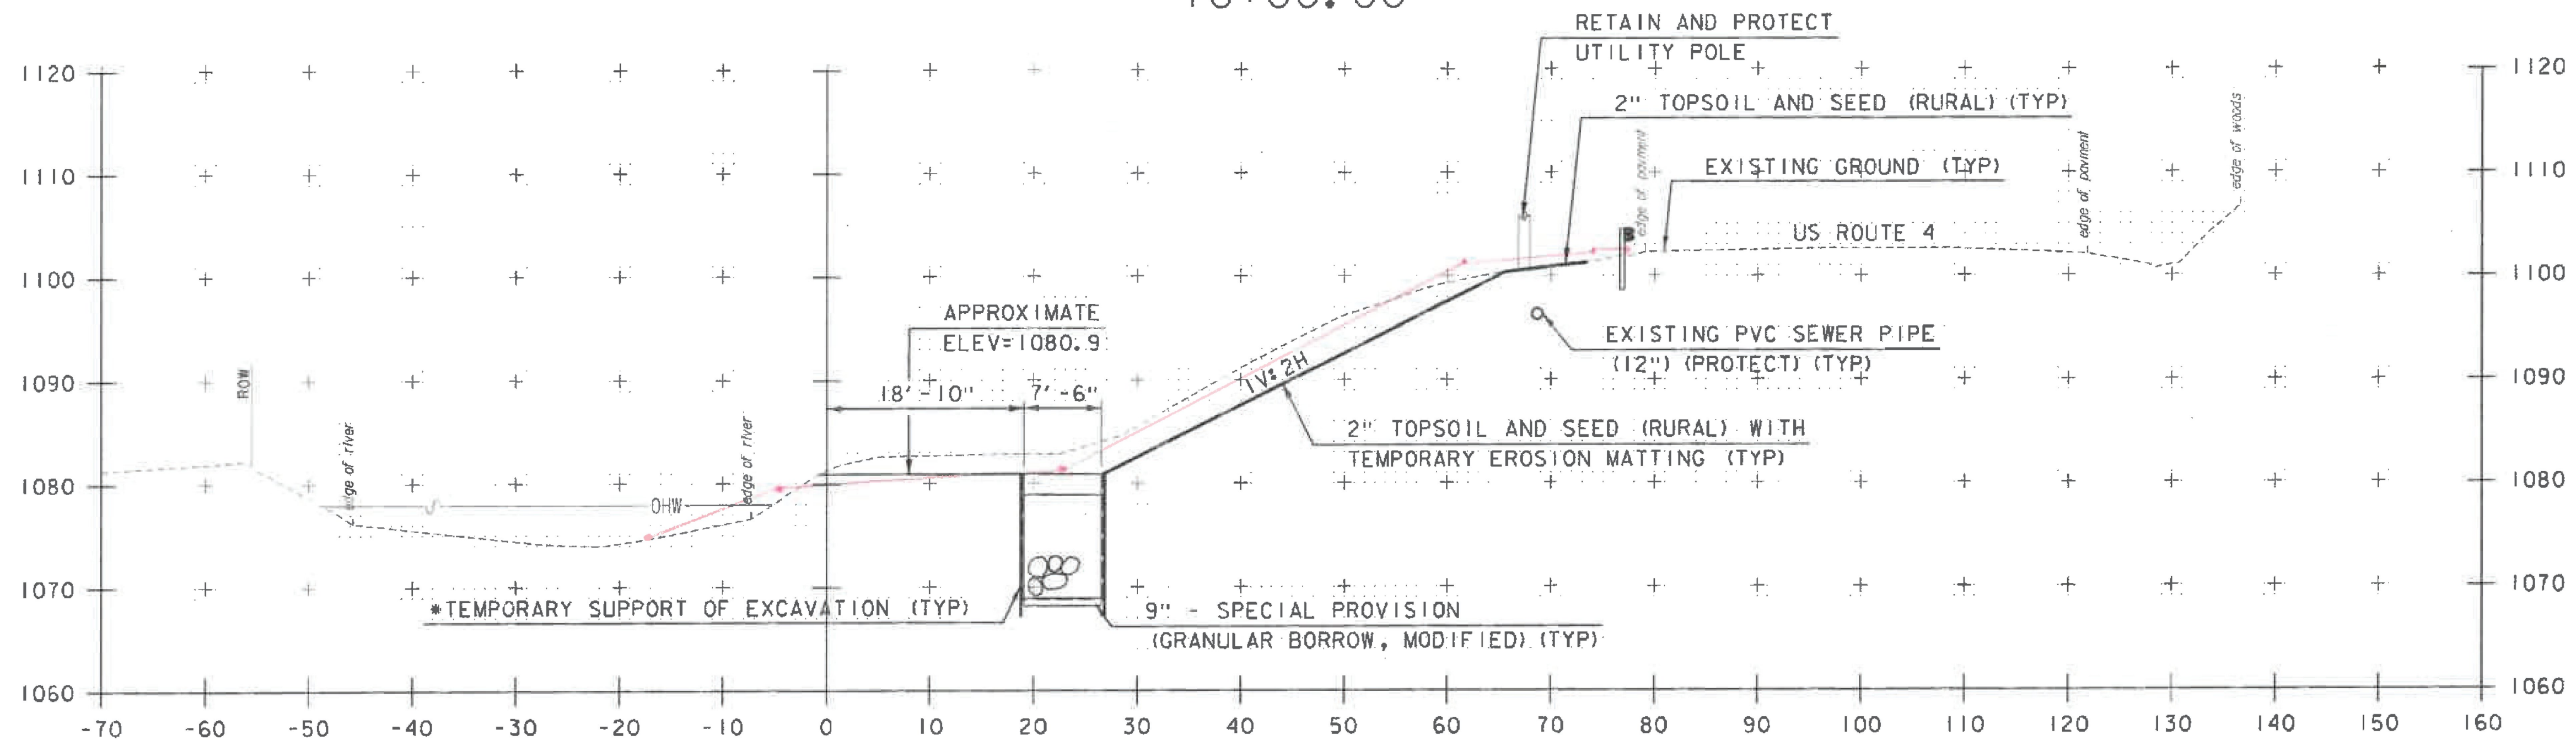 RETAIN AND PROTECT
UTILITY POLE
1120
1120
2" TOPSOIL AND SEED (RURAL) (TYP)
edge of woods
edge of pavment
edge of pavment
EXISTING GROUND (TYP)
1110
1110
US ROUTE 4
1100
1100
APPROXIMATE
ELEV=1080.9
EXISTING PVC SEWER PIPE
(12") (PROTECT) (TYP)
ROW
1090
1090
18'-10"
7'-6"
1V:2H
edge of river
edge of river
2" TOPSOIL AND SEED (RURAL) WITH
TEMPORARY EROSION MATTING (TYP)
1080
1080
OHW
1070
1070
*TEMPORARY SUPPORT OF EXCAVATION (TYP)
9" - SPECIAL PROVISION
(GRANULAR BORROW, MODIFIED) (TYP)
1060
1060
-70 -60 -50 -40 -30 -20 -10 0 10 20 30 40 50 60 70 80 90 100 110 120 130 140 150 160